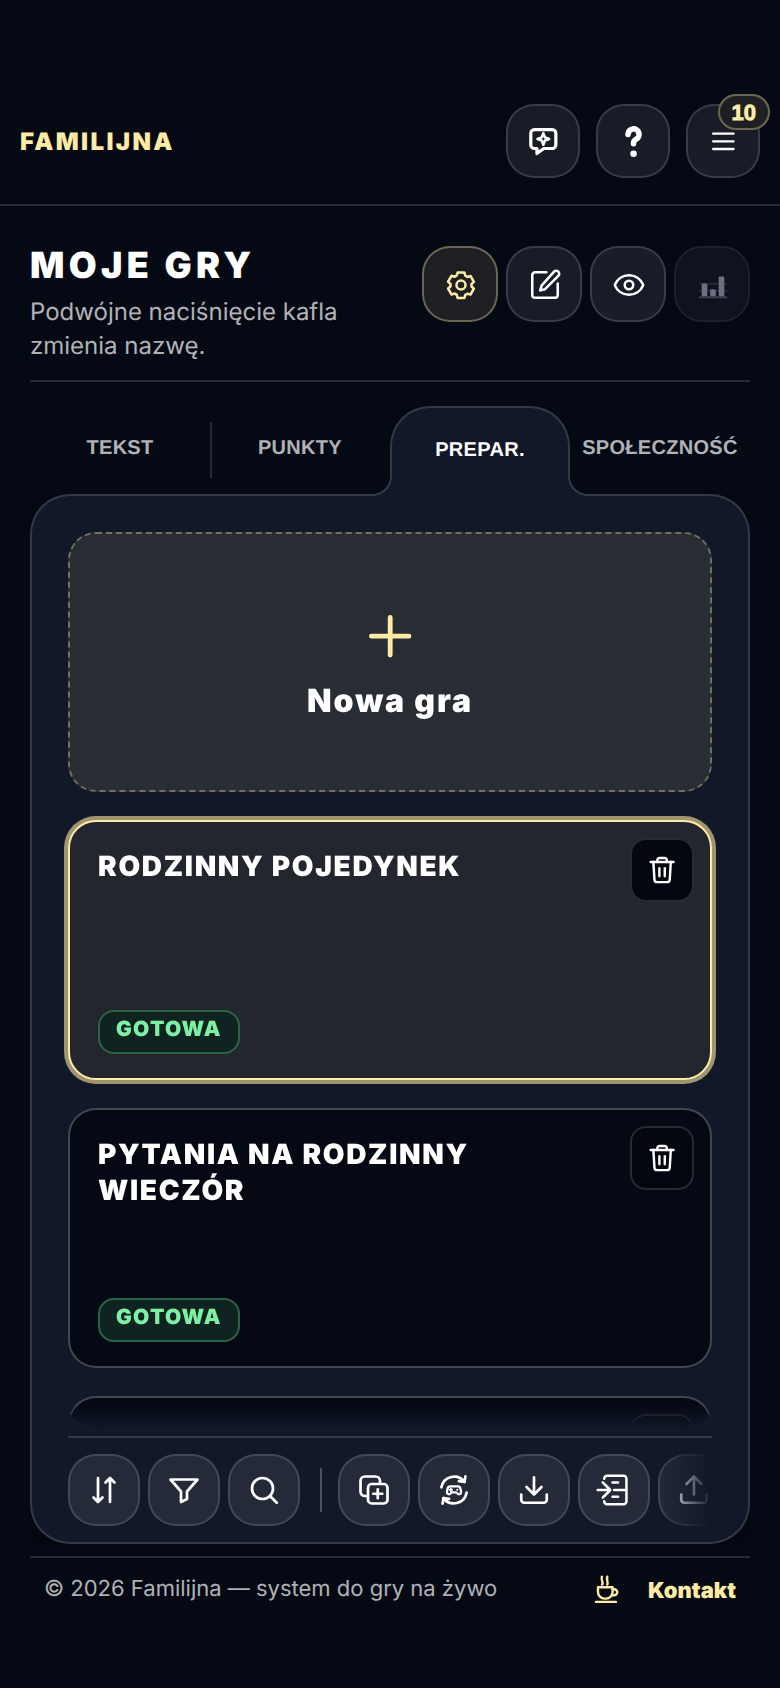 FAMILIJNA
10
MOJE GRY
Podwójne naciśnięcie kafla
zmienia nazwę.
TEKST
PUNKTY
PREPAR.
SPOŁECZNOŚĆ
Nowa gra
RODZINNY POJEDYNEK
GOTOWA
PYTANIA NA RODZINNY
WIECZÓR
GOTOWA
© 2026 Familijna — system do gry na żywo
Kontakt